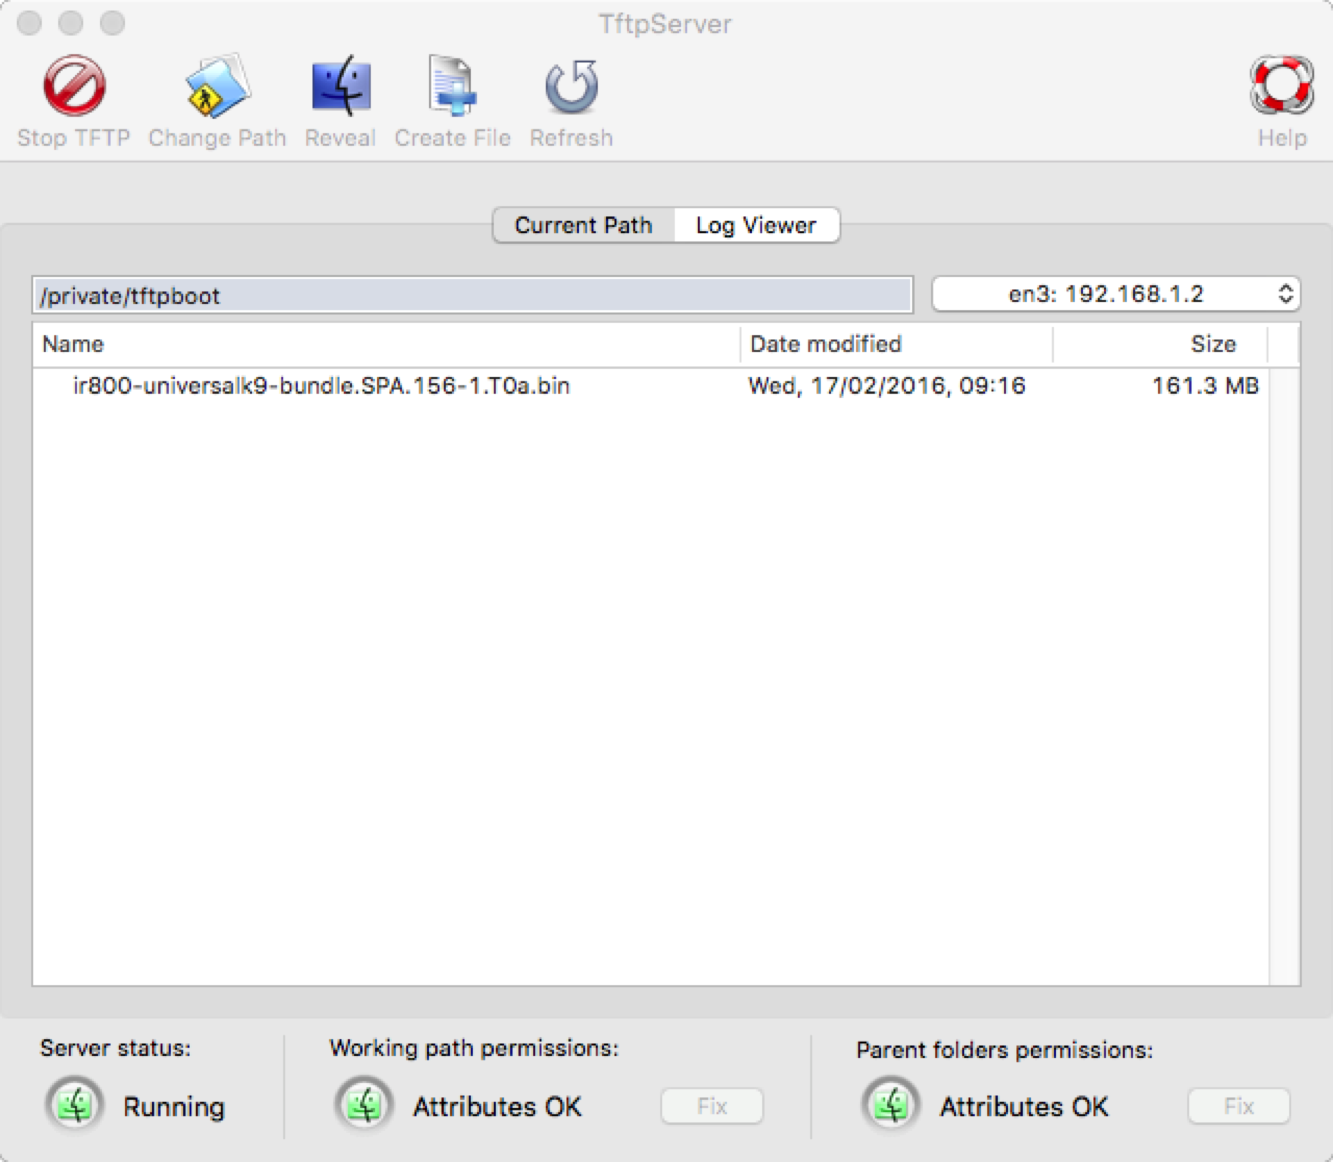 TftpServer
Stop TFTP Change Path Reveal Create File Refresh Help
Current Path Log Viewer
/private/tftpboot en3: 192.168.1.2
Name Date modified Size
ir800-universalk9-bundle.SPA.156-1.T0a.bin Wed, 17/02/2016, 09:16 161.3 MB
Server status: Working path permissions: Parent folders permissions:
Running Attributes OK Fix Attributes OK Fix